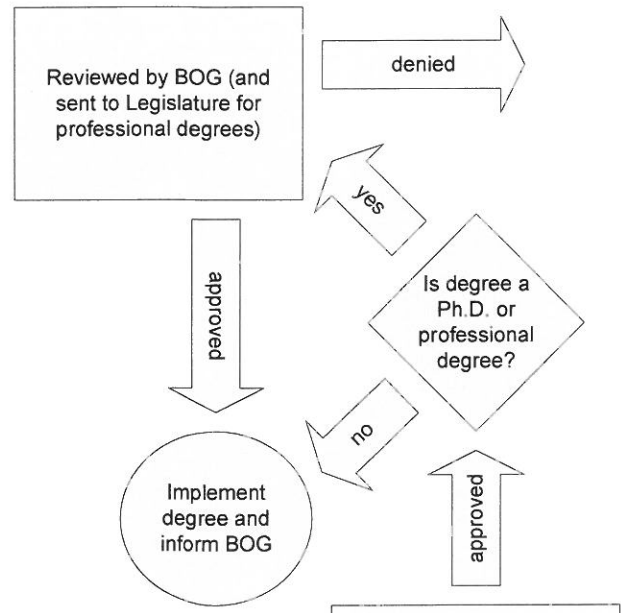 Reviewed by BOG (and
sent to Legislature for
professional degrees)
denied
yes
approved
Is degree a
Ph.D. or
professional
degree?
no
Implement
degree and
inform BOG
approved